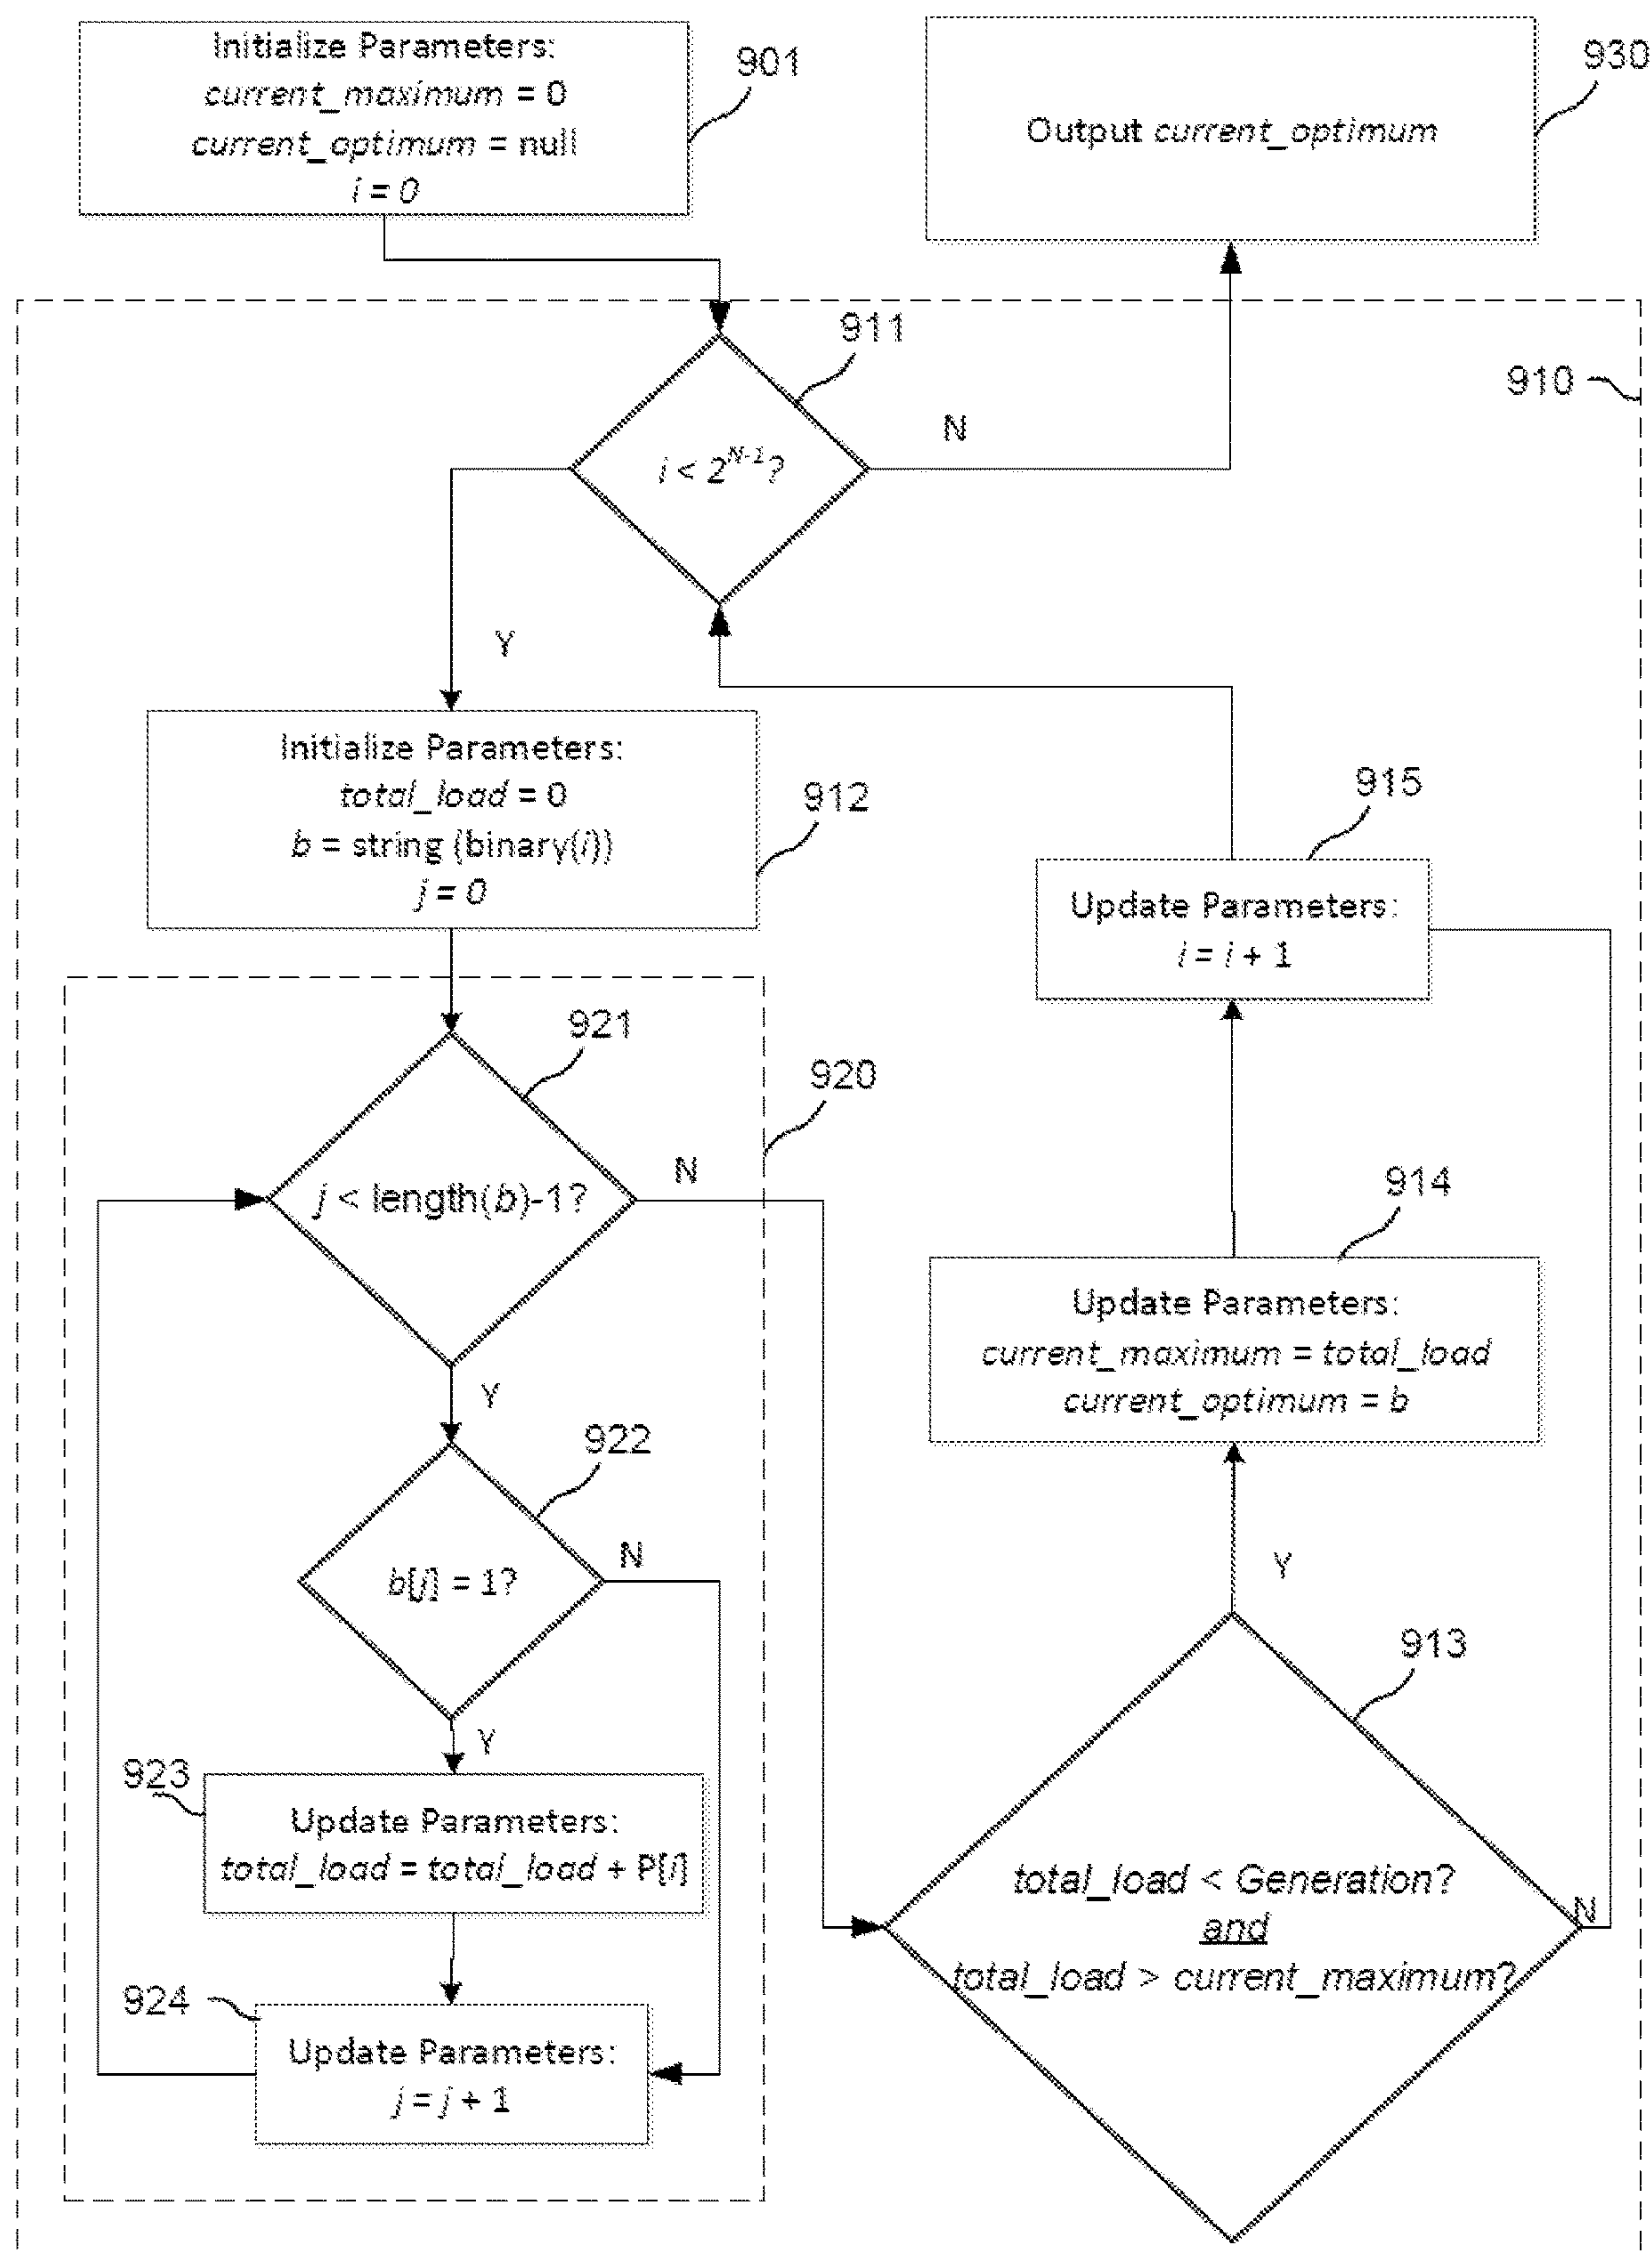 Initialize Parameters:
current_maximum = 0
current_optimum = null
i = 0
901
Output current_optimum
930
910
911
i < 2^N-1?
N
Y
Initialize Parameters:
total_load = 0
b = string (binary(i))
j = 0
912
915
Update Parameters:
i = i + 1
921
920
j < length(b)-1?
N
Y
914
Update Parameters:
current_maximum = total_load
current_optimum = b
922
b[j] = 1?
N
Y
Y
913
923
Update Parameters:
total_load = total_load + P[j]
total_load < Generation?
and
total_load > current_maximum?
N
924
Update Parameters:
j = j + 1